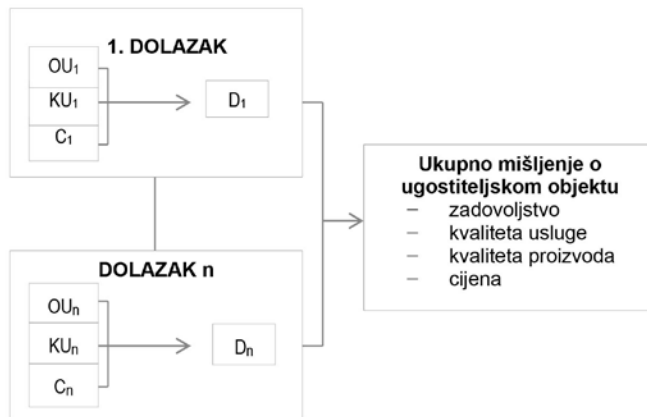 1. DOLAZAK
OU₁
KU₁
C₁
D₁
DOLAZAK n
OUₙ
KUₙ
Cₙ
Dₙ
Ukupno mišljenje o
ugostiteljskom objektu
– zadovoljstvo
– kvaliteta usluge
– kvaliteta proizvoda
– cijena